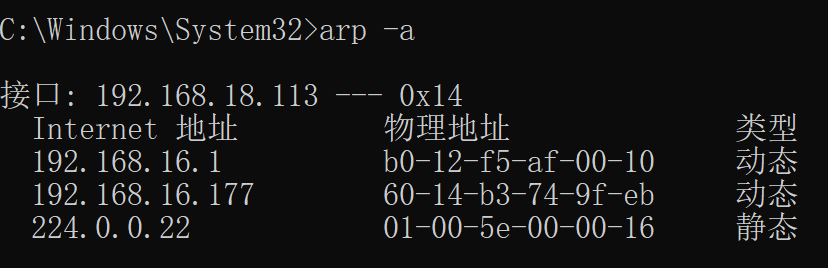 C:\Windows\System32>arp -a
接口: 192.168.18.113 --- 0x14
Internet 地址 物理地址 类型
192.168.16.1 b0-12-f5-af-00-10 动态
192.168.16.177 60-14-b3-74-9f-eb 动态
224.0.0.22 01-00-5e-00-00-16 静态